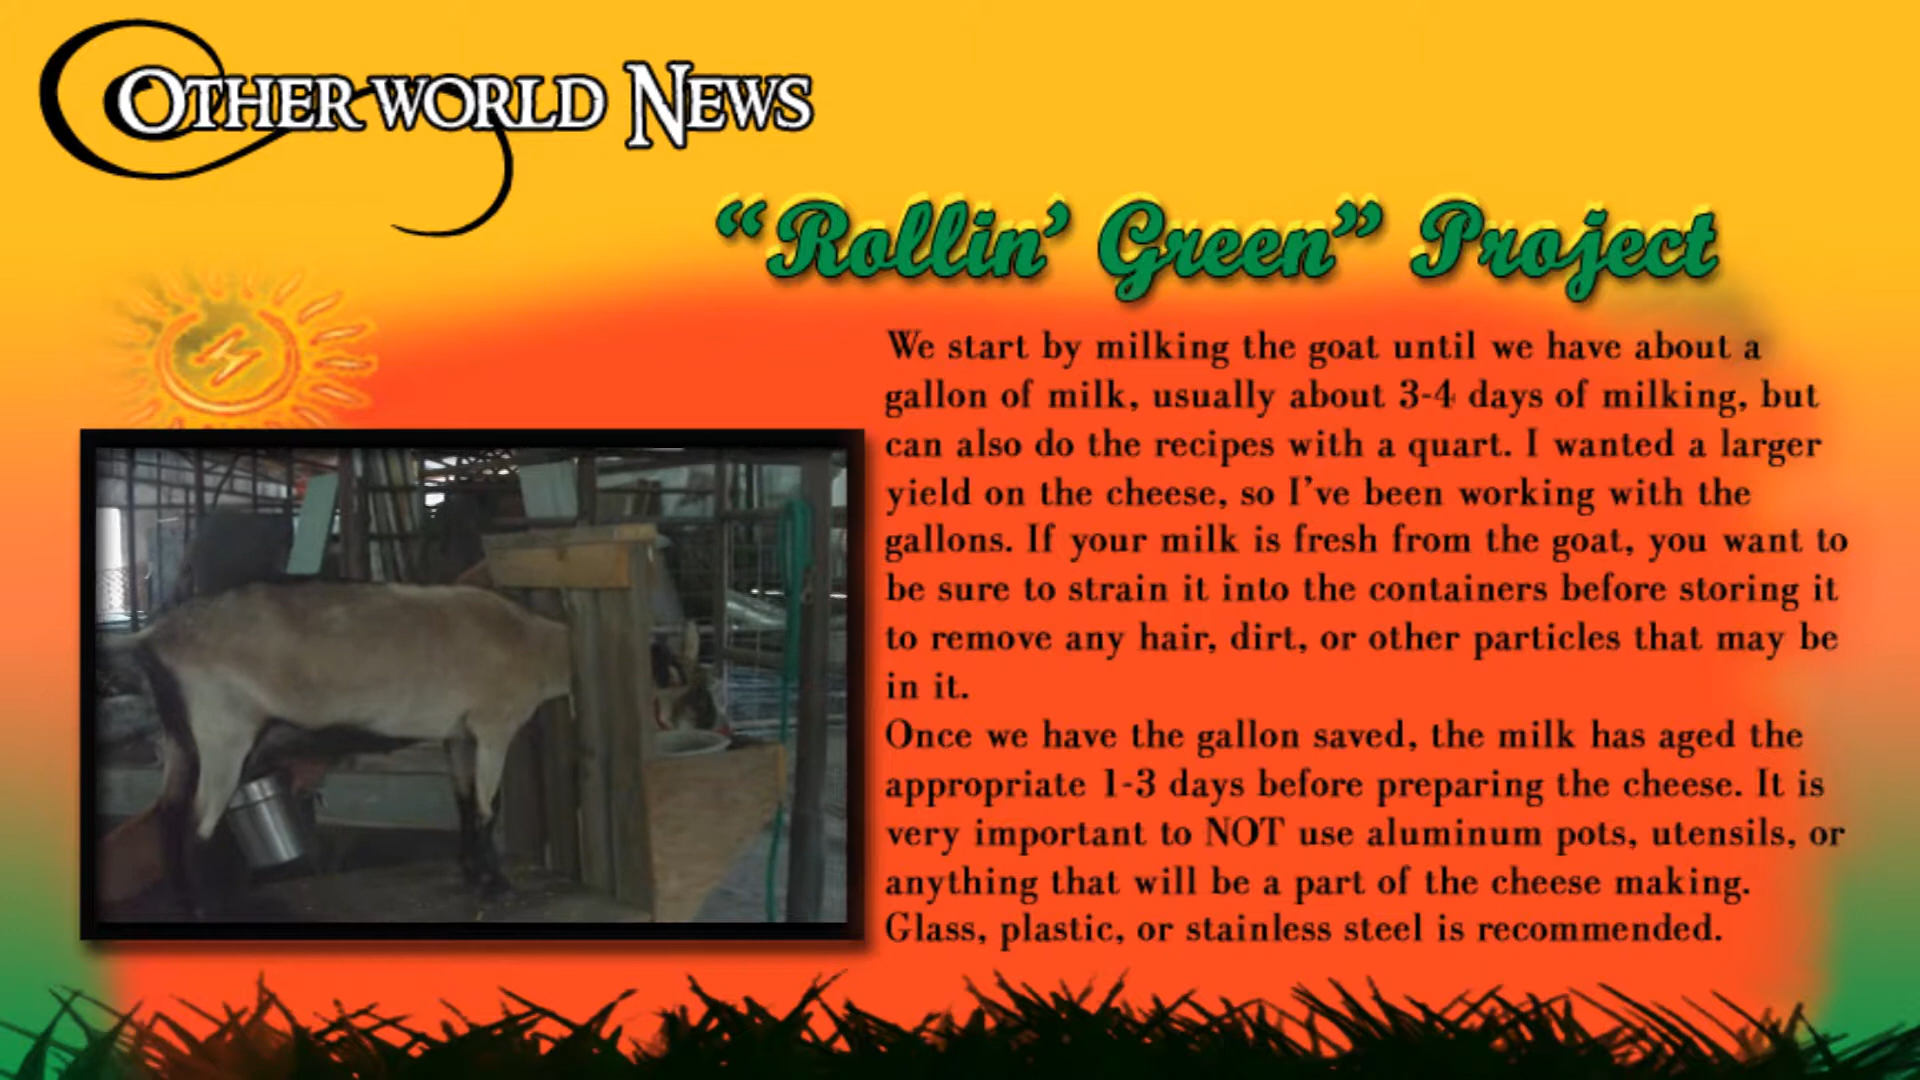 Other world News
“Rollin’ Green” Project
We start by milking the goat until we have about a
gallon of milk, usually about 3-4 days of milking, but
can also do the recipes with a quart. I wanted a larger
yield on the cheese, so I’ve been working with the
gallons. If your milk is fresh from the goat, you want to
be sure to strain it into the containers before storing it
to remove any hair, dirt, or other particles that may be
in it.
Once we have the gallon saved, the milk has aged the
appropriate 1-3 days before preparing the cheese. It is
very important to NOT use aluminum pots, utensils, or
anything that will be a part of the cheese making.
Glass, plastic, or stainless steel is recommended.